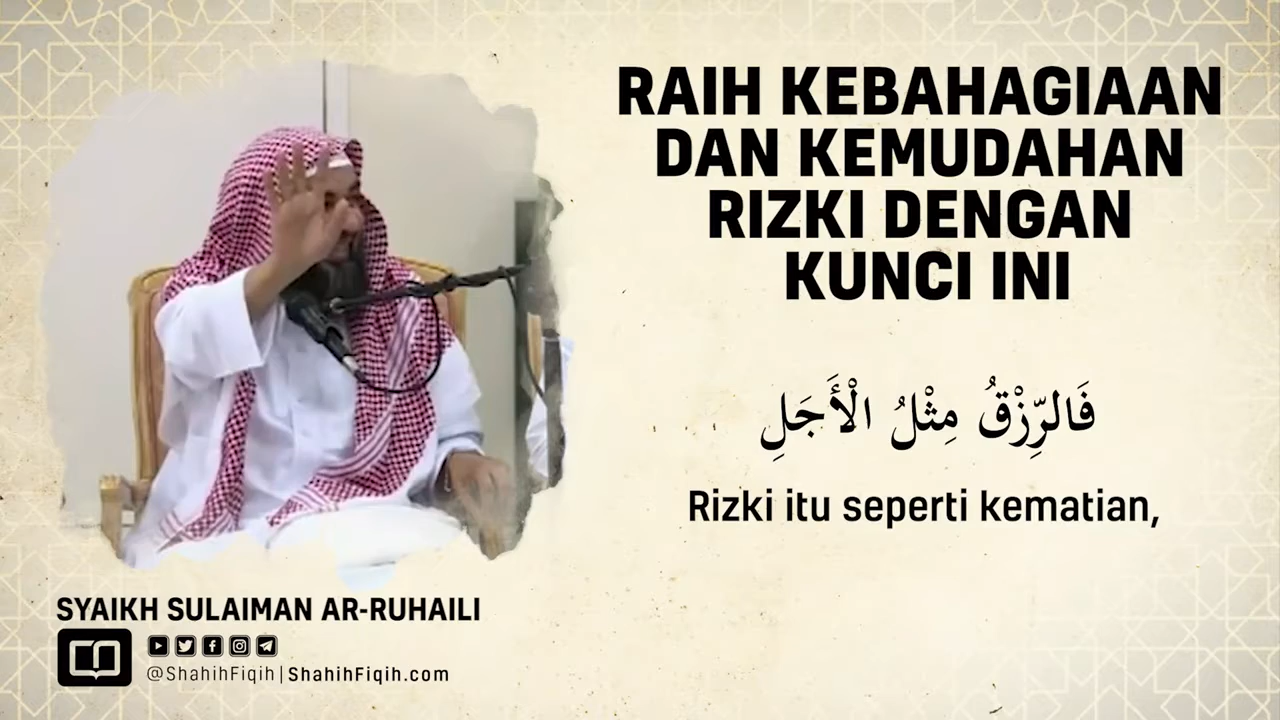 RAIH KEBAHAGIAAN
DAN KEMUDAHAN
RIZKI DENGAN
KUNCI INI
فَالرِّزْقُ مِثْلُ الْأَجَلِ
Rizki itu seperti kematian,
SYAIKH SULAIMAN AR-RUHAILI
@ShahihFiqih | ShahihFiqih.com